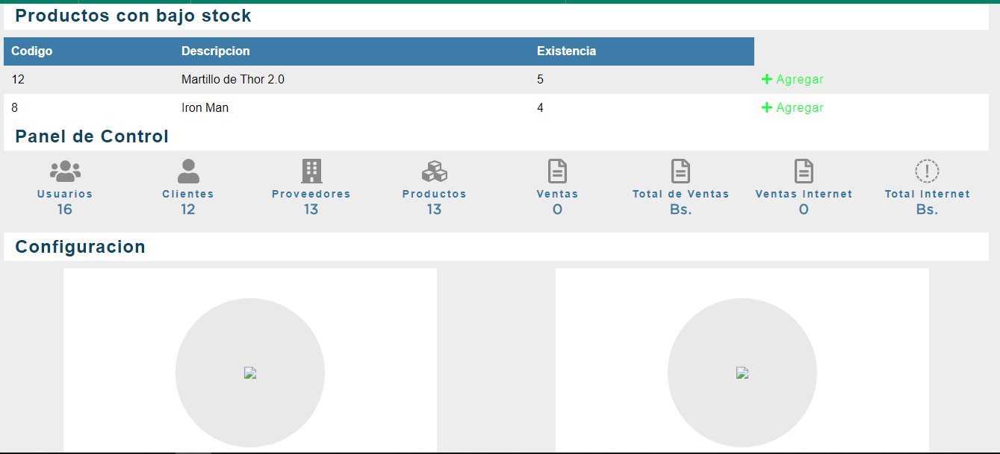 Productos con bajo stock
Codigo Descripcion Existencia
12 Martillo de Thor 2.0 5 Agregar
8 Iron Man 4 Agregar
Panel de Control
Usuarios Clientes Proveedores Productos Ventas Total de Ventas Ventas Internet Total Internet
16 12 13 13 0 Bs. 0 Bs.
Configuracion